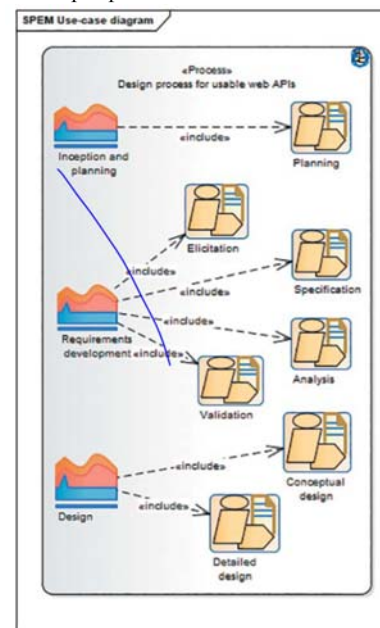 SPEM Use-case diagram
«Process»
Design process for usable web APIs
«include»
Inception and
planning
Planning
Elicitation
«include»
«include»
Specification
«include»
Requirements
development
«include»
Analysis
Validation
«include»
Conceptual
design
«include»
Design
Detailed
design